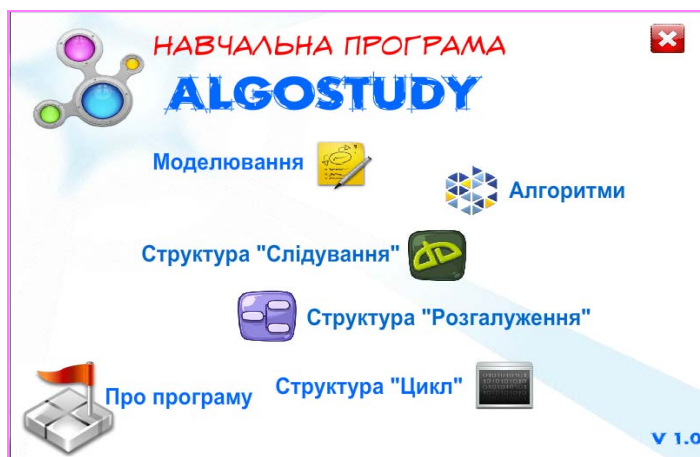 НАВЧАЛЬНА ПРОГРАМА
ALGOSTUDY
Моделювання
Алгоритми
Структура "Слідування"
Структура "Розгалуження"
Структура "Цикл"
Про програму
V 1.0